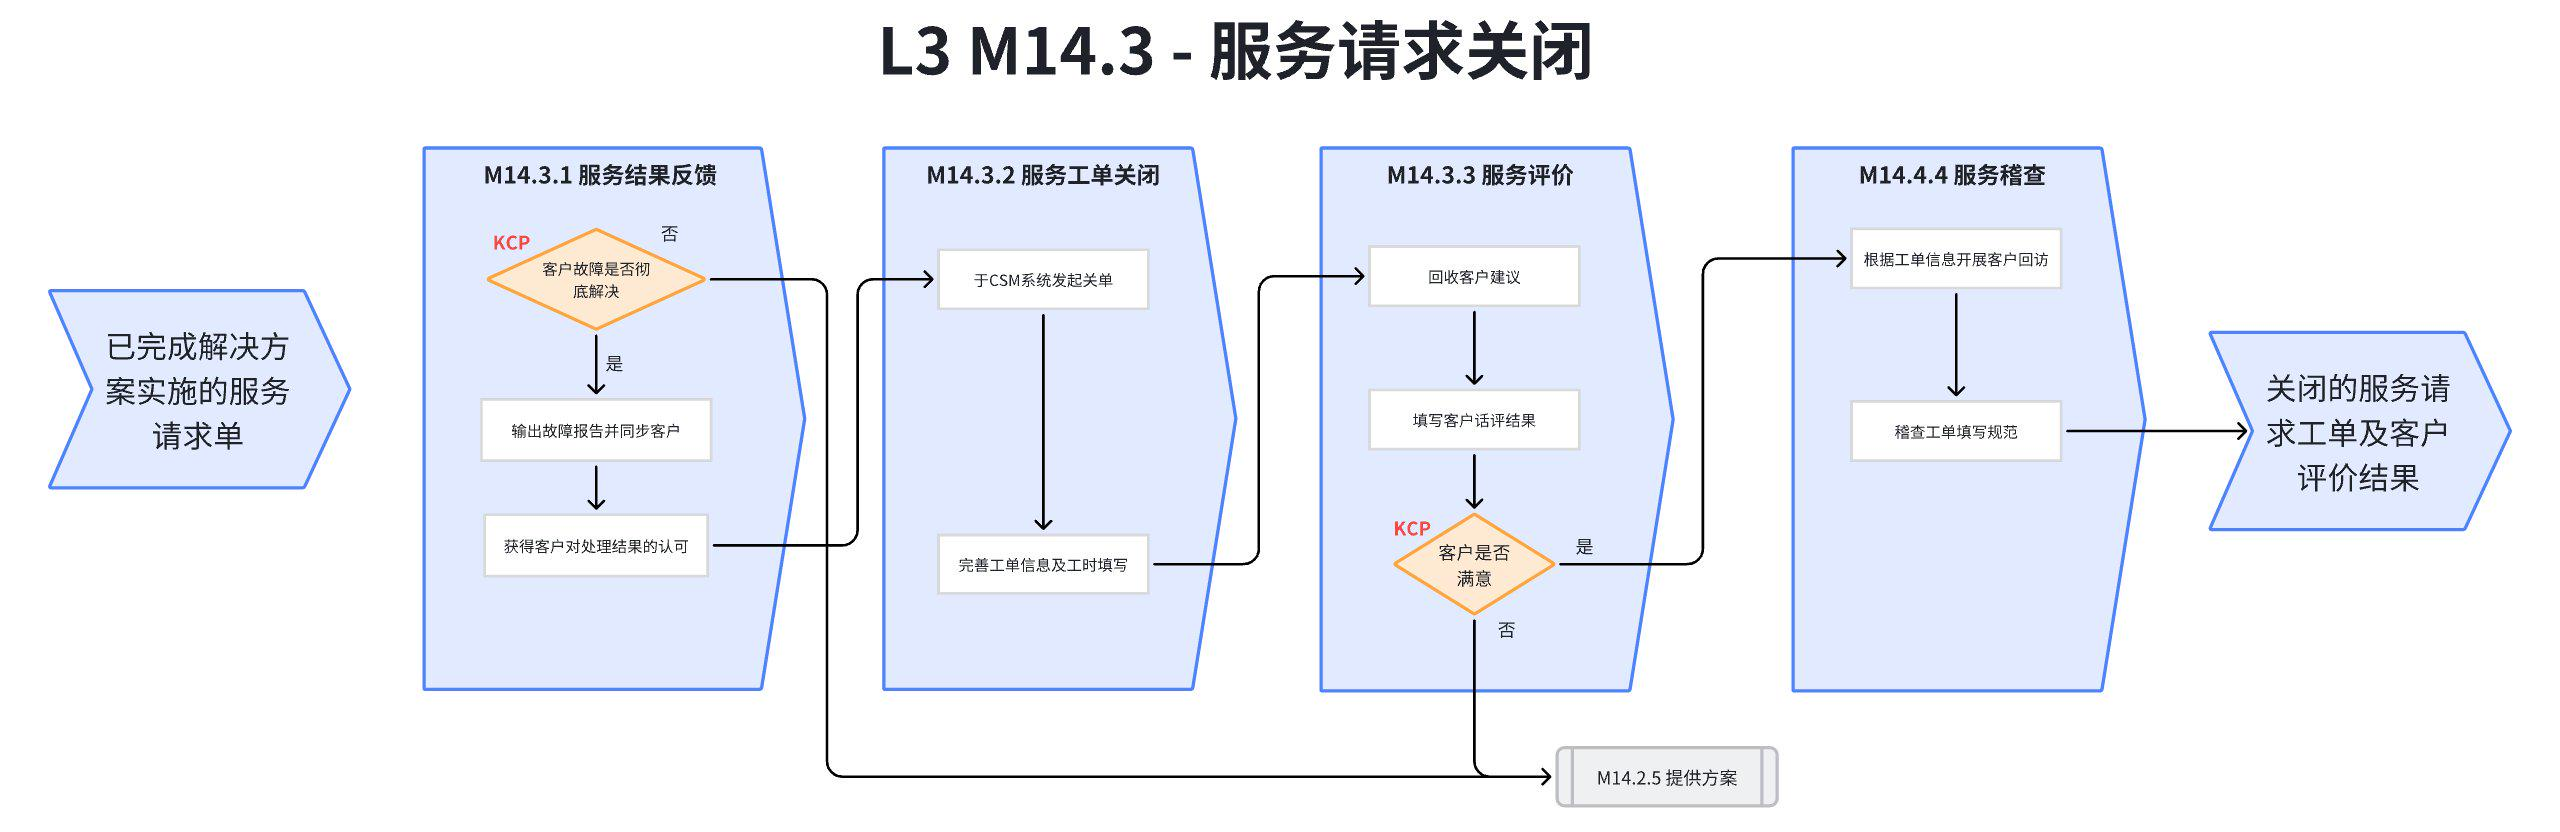 L3 M14.3 - 服务请求关闭
已完成解决方
案实施的服务
请求单
M14.3.1 服务结果反馈
KCP
否
客户故障是否彻
底解决
是
输出故障报告并同步客户
获得客户对处理结果的认可
M14.3.2 服务工单关闭
于CSM系统发起关单
完善工单信息及工时填写
M14.3.3 服务评价
回收客户建议
填写客户话评结果
KCP
客户是否
满意
是
否
M14.4.4 服务稽查
根据工单信息开展客户回访
稽查工单填写规范
关闭的服务请
求工单及客户
评价结果
M14.2.5 提供方案